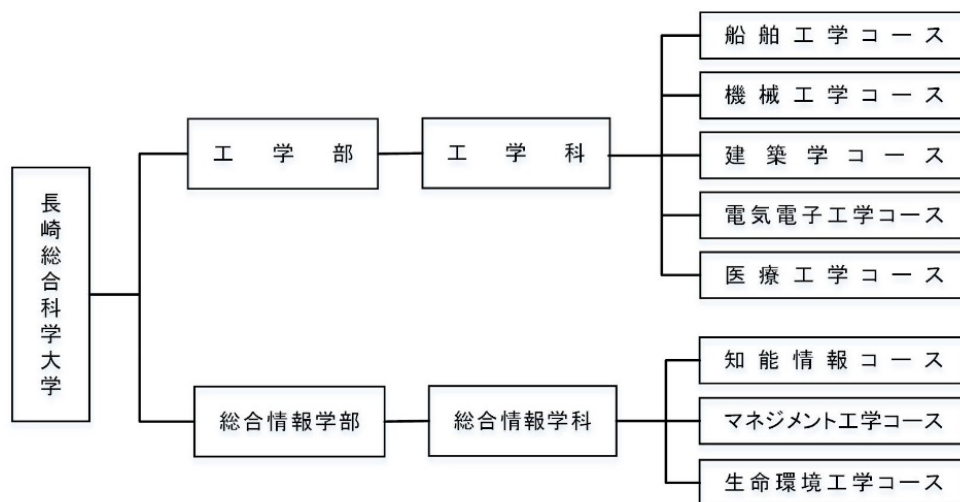 長崎総合科学大学
工学部
工学科
船舶工学コース
機械工学コース
建築学コース
電気電子工学コース
医療工学コース
総合情報学部
総合情報学科
知能情報コース
マネジメント工学コース
生命環境工学コース